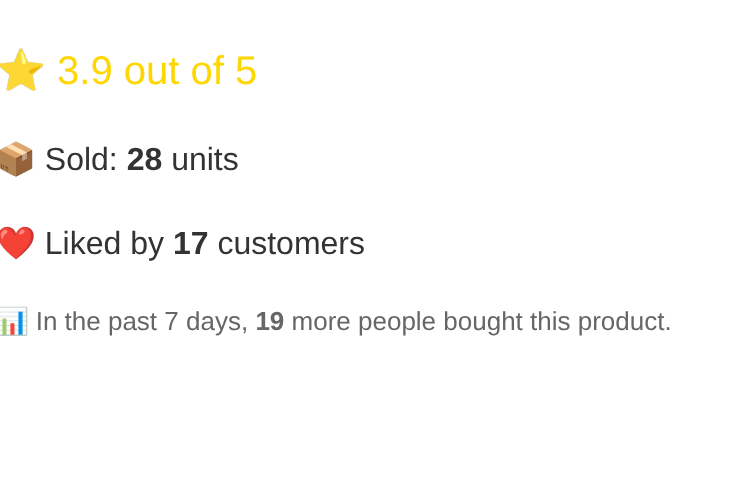 ⭐ 3.9 out of 5
📦 Sold: 28 units
❤️ Liked by 17 customers
📊 In the past 7 days, 19 more people bought this product.